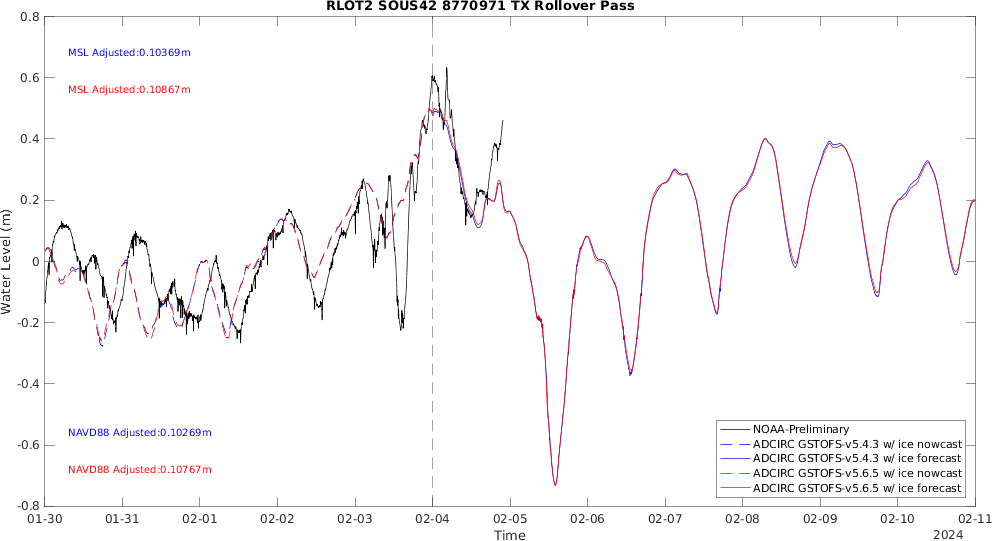 RLOT2 SOUS42 8770971 TX Rollover Pass
0.8
0.6
0.4
0.2
0
-0.2
-0.4
-0.6
-0.8
Water Level (m)
MSL Adjusted:0.10369m
MSL Adjusted:0.10867m
NAVD88 Adjusted:0.10269m
NAVD88 Adjusted:0.10767m
NOAA-Preliminary
ADCIRC GSTOFS-v5.4.3 w/ ice nowcast
ADCIRC GSTOFS-v5.4.3 w/ ice forecast
ADCIRC GSTOFS-v5.6.5 w/ ice nowcast
ADCIRC GSTOFS-v5.6.5 w/ ice forecast
01-30 01-31 02-01 02-02 02-03 02-04 02-05 02-06 02-07 02-08 02-09 02-10 02-11
Time
2024